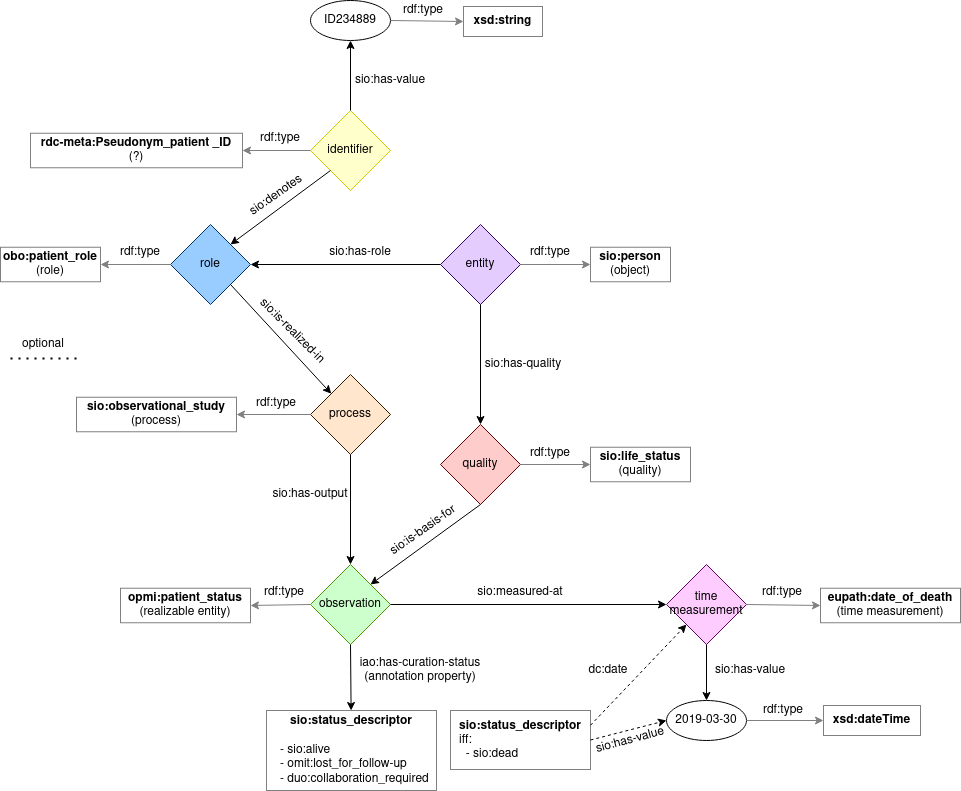 ID234889
rdf:type
xsd:string
sio:has-value
rdc-meta:Pseudonym_patient _ID
(?)
rdf:type
identifier
sio:denotes
obo:patient_role
(role)
rdf:type
role
sio:has-role
entity
rdf:type
sio:person
(object)
sio:is-realized-in
optional
sio:has-quality
sio:observational_study
(process)
rdf:type
process
quality
rdf:type
sio:life_status
(quality)
sio:has-output
sio:is-basis-for
opmi:patient_status
(realizable entity)
rdf:type
observation
sio:measured-at
time
measurement
rdf:type
eupath:date_of_death
(time measurement)
iao:has-curation-status
(annotation property)
dc:date
sio:has-value
sio:status_descriptor
- sio:alive
- omit:lost_for_follow-up
- duo:collaboration_required
sio:status_descriptor
iff:
- sio:dead
sio:has-value
2019-03-30
rdf:type
xsd:dateTime